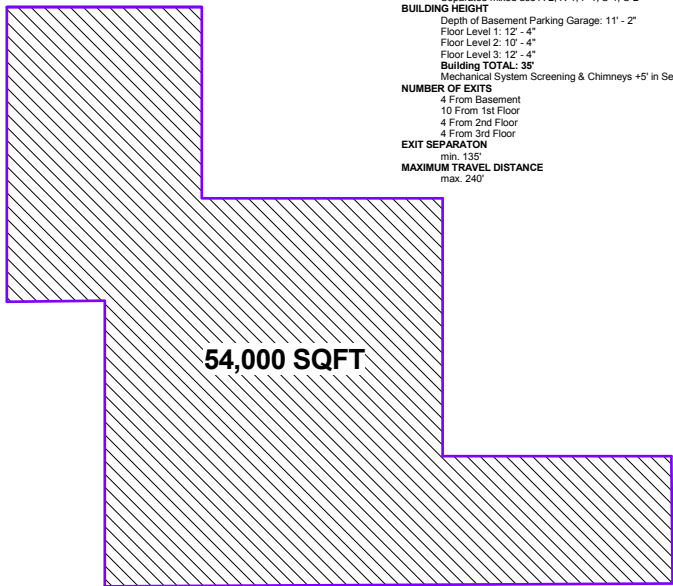 BUILDING HEIGHT
Depth of Basement Parking Garage: 11' - 2"
Floor Level 1: 12' - 4"
Floor Level 2: 10' - 4"
Floor Level 3: 12' - 4"
Building TOTAL: 35'
Mechanical System Screening & Chimneys +5' in Se
NUMBER OF EXITS
4 From Basement
10 From 1st Floor
4 From 2nd Floor
4 From 3rd Floor
EXIT SEPARATON
min. 135'
MAXIMUM TRAVEL DISTANCE
max. 240'
54,000 SQFT